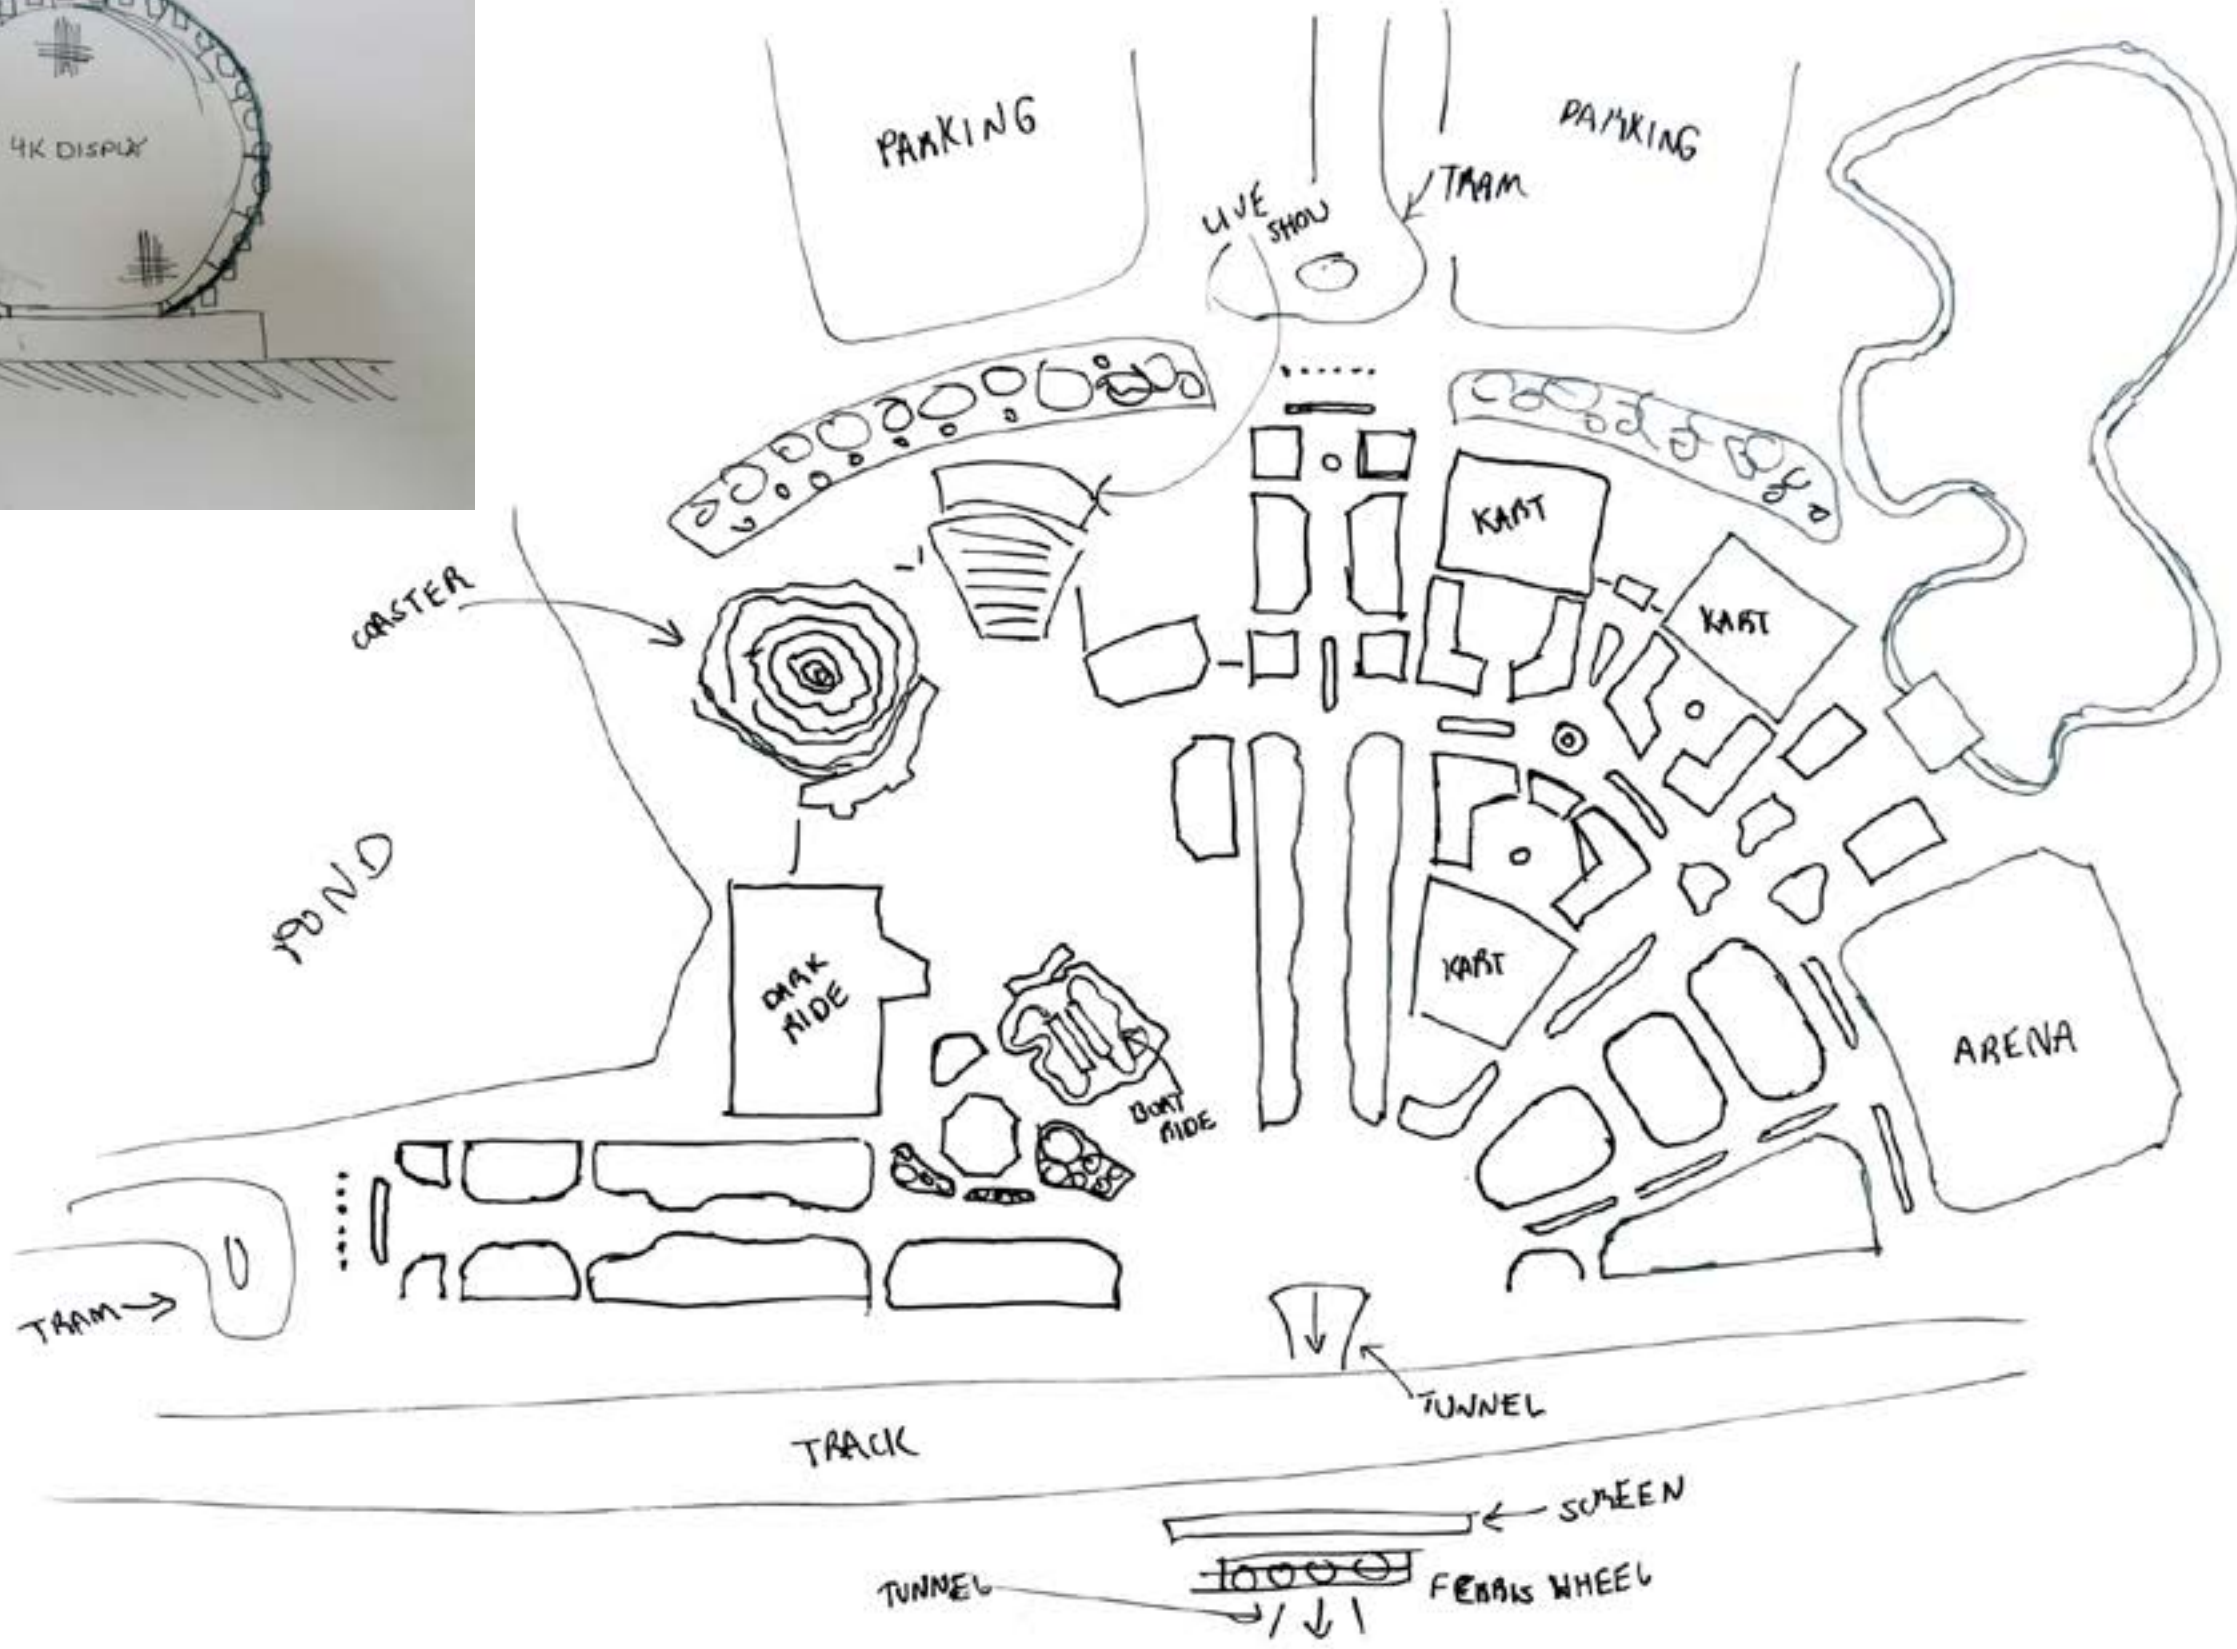 4K DISPLAY
PARKING
PARKING
TRAM
LIVE
SHOW
KART
KART
COASTER
POND
DARK
RIDE
KART
ARENA
BOAT
RIDE
TRAM
TUNNEL
TRACK
SCREEN
TUNNEL
FERRIS WHEEL